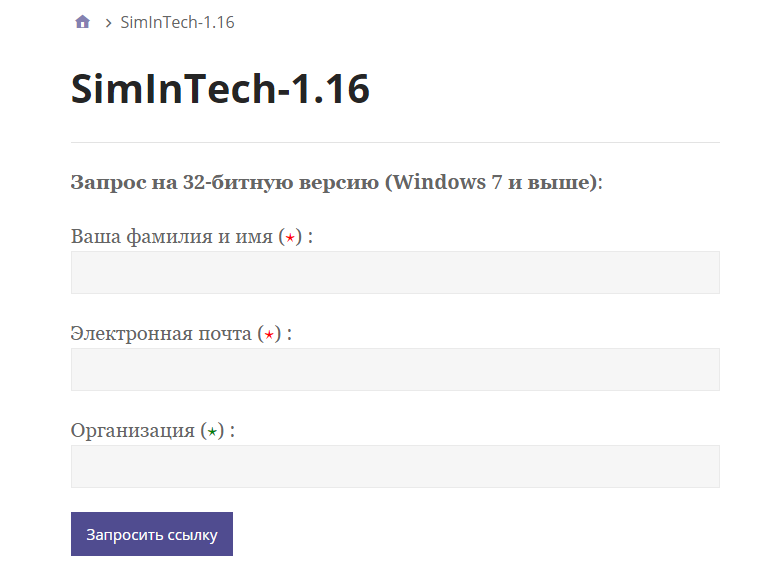 > SimInTech-1.16
SimInTech-1.16
Запрос на 32-битную версию (Windows 7 и выше):
Ваша фамилия и имя (*) :
Электронная почта (*) :
Организация (*) :
Запросить ссылку